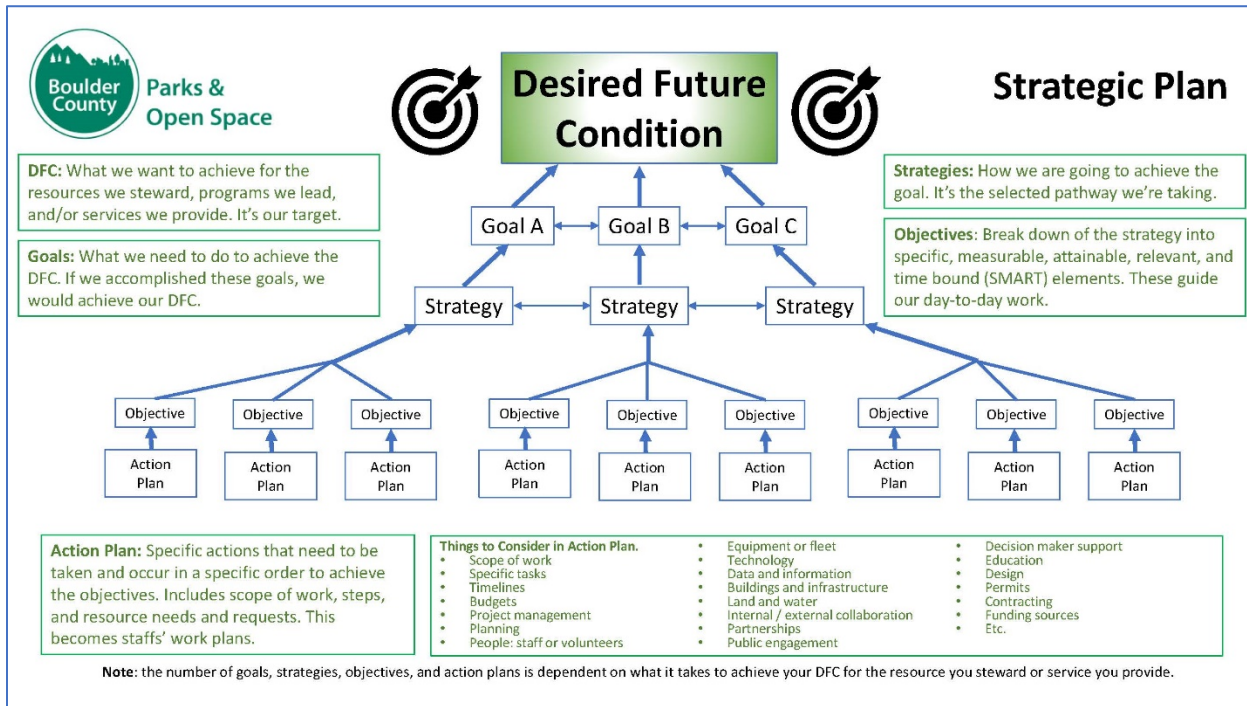 Boulder
County
Parks &
Open Space
Desired Future
Condition
Strategic Plan
DFC: What we want to achieve for the
resources we steward, programs we lead,
and/or services we provide. It's our target.
Goals: What we need to do to achieve the
DFC. If we accomplished these goals, we
would achieve our DFC.
Strategies: How we are going to achieve the
goal. It's the selected pathway we're taking.
Objectives: Break down of the strategy into
specific, measurable, attainable, relevant, and
time bound (SMART) elements. These guide
our day-to-day work.
Goal A
Goal B
Goal C
Strategy
Strategy
Strategy
Objective
Objective
Objective
Objective
Objective
Objective
Objective
Objective
Objective
Action
Plan
Action
Plan
Action
Plan
Action
Plan
Action
Plan
Action
Plan
Action
Plan
Action
Plan
Action
Plan
Action Plan: Specific actions that need to be
taken and occur in a specific order to achieve
the objectives. Includes scope of work, steps,
and resource needs and requests. This
becomes staffs' work plans.
Things to Consider in Action Plan.
• Scope of work
• Specific tasks
• Timelines
• Budgets
• Project management
• Planning
• People: staff or volunteers
• Equipment or fleet
• Technology
• Data and information
• Buildings and infrastructure
• Land and water
• Internal / external collaboration
• Partnerships
• Public engagement
• Decision maker support
• Education
• Design
• Permits
• Contracting
• Funding sources
• Etc.
Note: the number of goals, strategies, objectives, and action plans is dependent on what it takes to achieve your DFC for the resource you steward or service you provide.